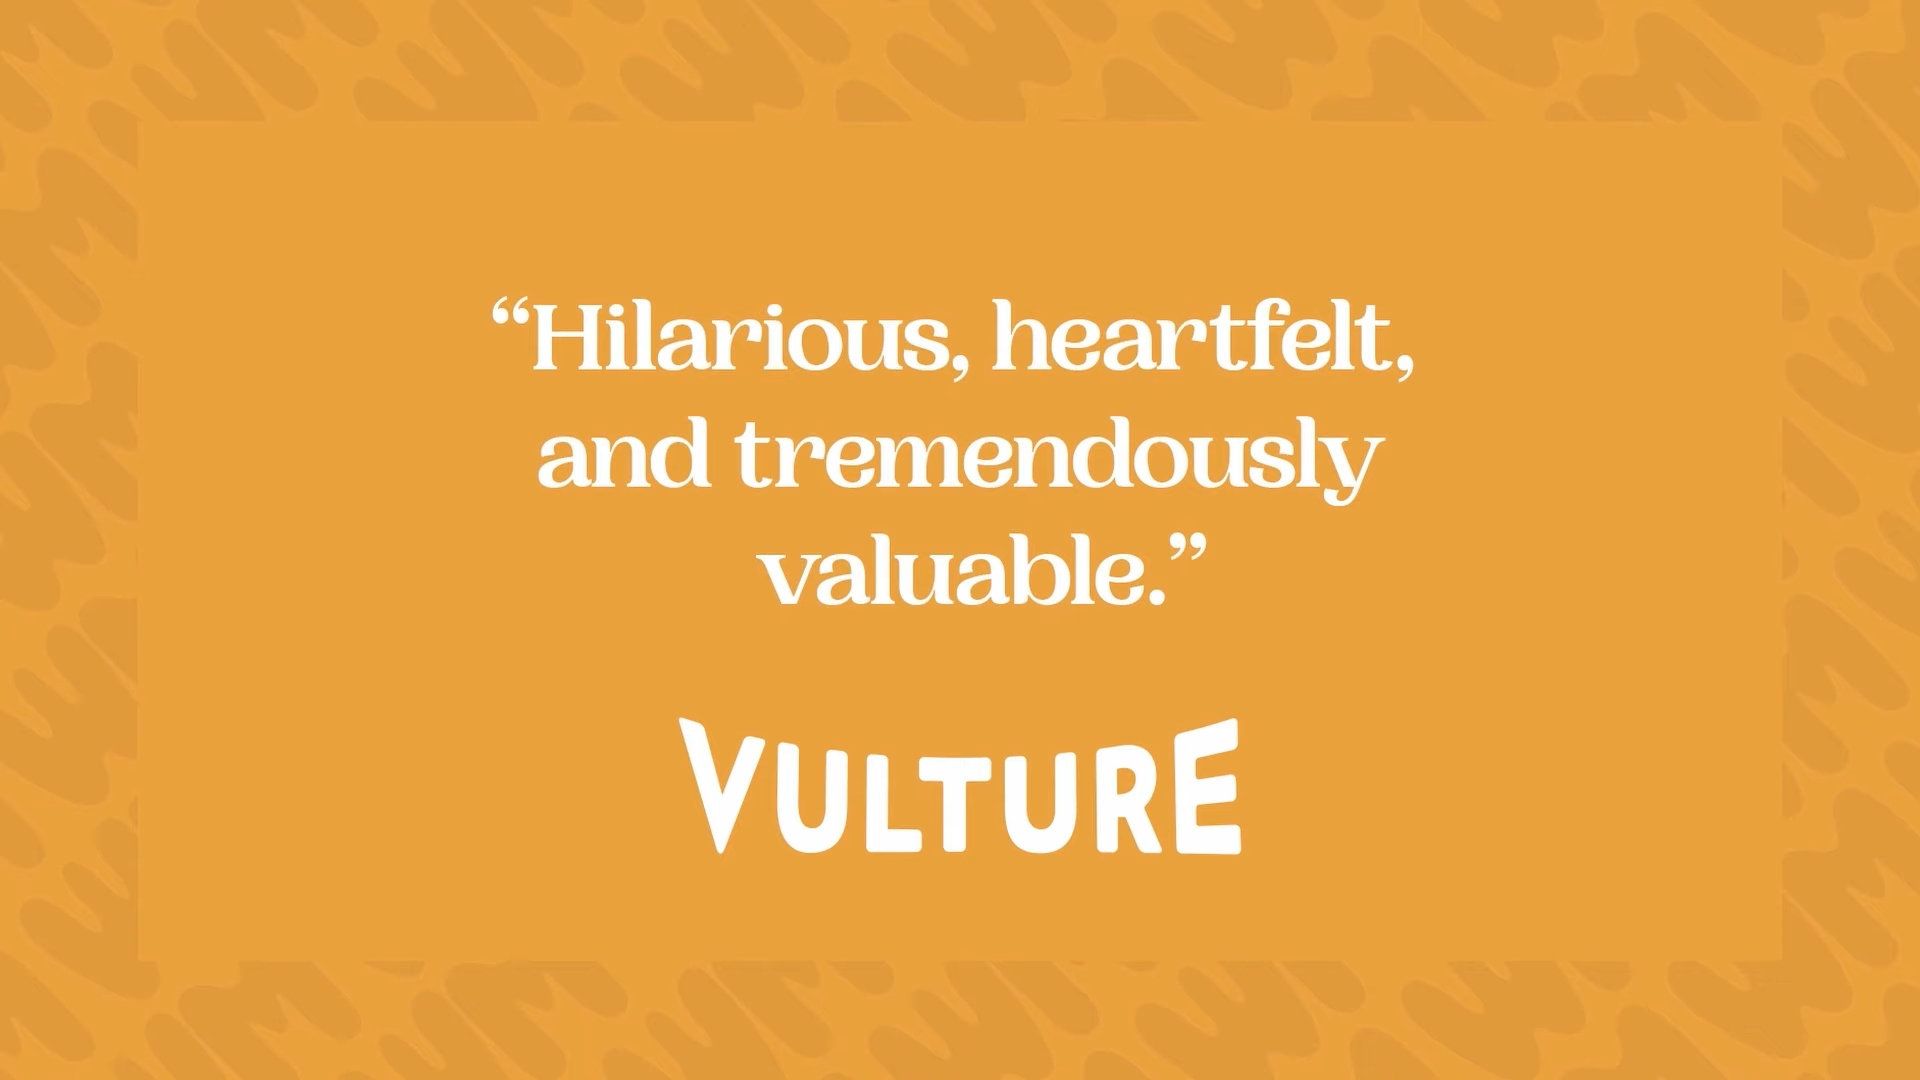 “Hilarious, heartfelt,
and tremendously
valuable.”
VULTURE